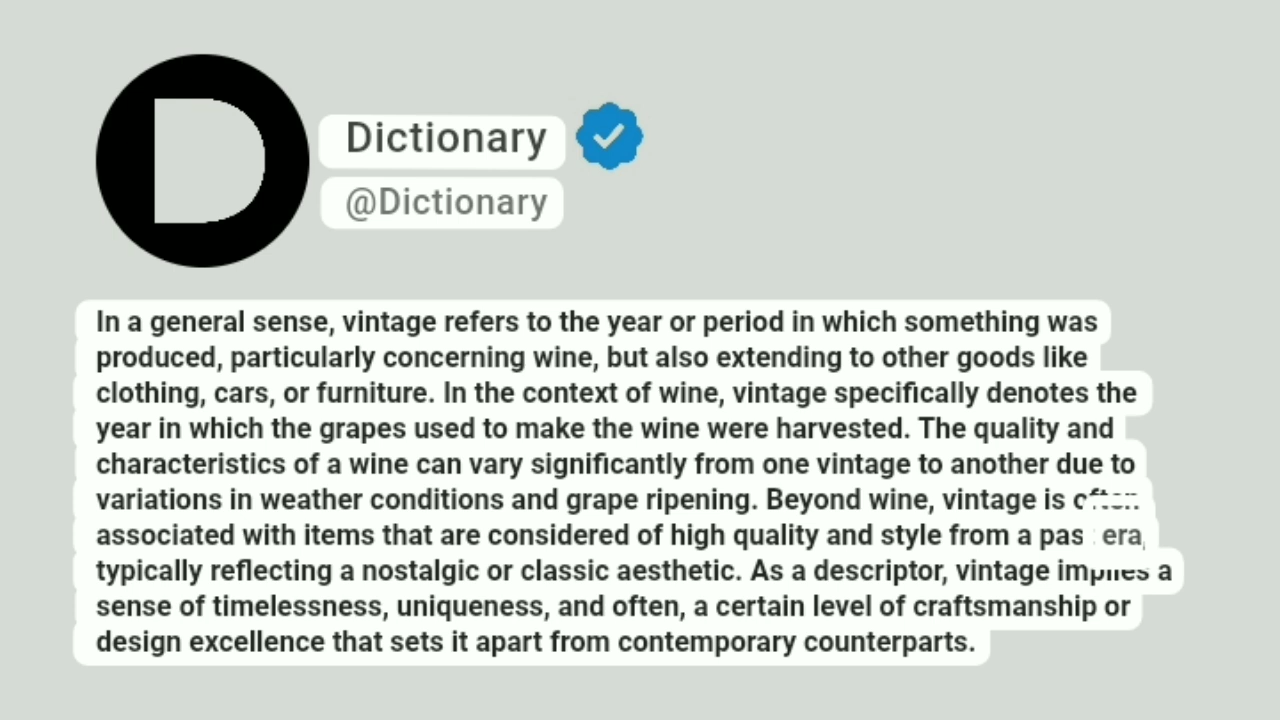 D
Dictionary
@Dictionary
In a general sense, vintage refers to the year or period in which something was
produced, particularly concerning wine, but also extending to other goods like
clothing, cars, or furniture. In the context of wine, vintage specifically denotes the
year in which the grapes used to make the wine were harvested. The quality and
characteristics of a wine can vary significantly from one vintage to another due to
variations in weather conditions and grape ripening. Beyond wine, vintage is often
associated with items that are considered of high quality and style from a pas era,
typically reflecting a nostalgic or classic aesthetic. As a descriptor, vintage implies a
sense of timelessness, uniqueness, and often, a certain level of craftsmanship or
design excellence that sets it apart from contemporary counterparts.